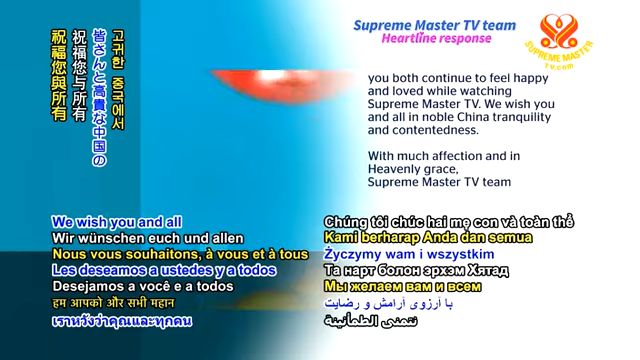 Supreme Master TV team
Heartline response
SUPREME MASTER
TV.com
you both continue to feel happy
and loved while watching
Supreme Master TV. We wish you
and all in noble China tranquility
and contentedness.
With much affection and in
Heavenly grace,
Supreme Master TV team
고귀한 중국에서
皆さんと高貴な中国の
祝福您与所有
祝福您與所有
We wish you and all
Wir wünschen euch und allen
Nous vous souhaitons, à vous et à tous
Les deseamos a ustedes y a todos
Desejamos a você e a todos
हम आपको और सभी महान
เราหวังว่าคุณและทุกคน
Chúng tôi chúc hai mẹ con và toàn thể
Kami berharap Anda dan semua
Życzymy wam i wszystkim
Та нарт болон эрхэм Хятад
Мы желаем вам и всем
با آرزوی آرامش و رضایت
نتمنى الطمأنينة